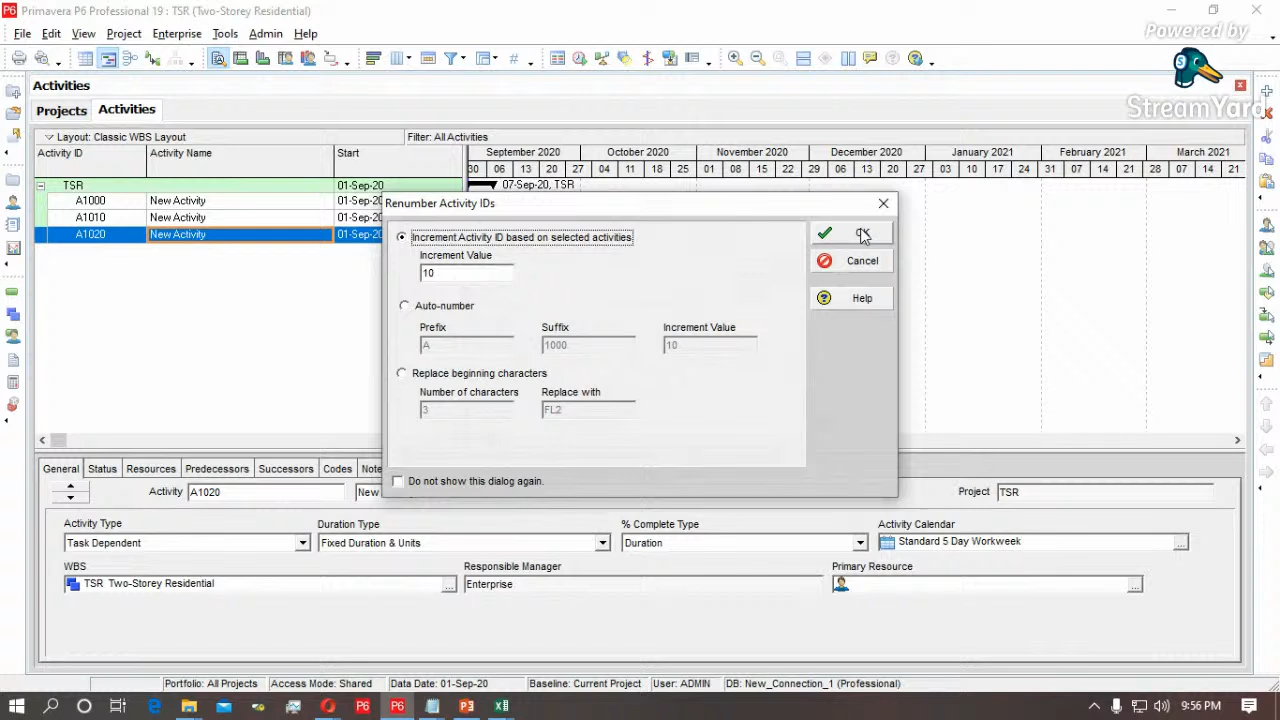 Primavera P6 Professional 19 : TSR (Two-Storey Residential)
File Edit View Project Enterprise Tools Admin Help
Powered by
StreamYard
Activities
Projects Activities
Layout: Classic WBS Layout Filter: All Activities
Activity ID Activity Name Start
September 2020 October 2020 November 2020 December 2020 January 2021 February 2021 March 2021
30 06 13 20 27 04 11 18 25 01 08 15 22 29 06 13 20 27 03 10 17 24 31 07 14 21 28 07 14 21
TSR 01-Sep-20 07-Sep-20, TSR
A1000 New Activity 01-Sep-20
A1010 New Activity 01-Sep-20
A1020 New Activity 01-Sep-20
Renumber Activity IDs
Increment Activity ID based on selected activities
Increment Value
10
Auto-number
Prefix Suffix Increment Value
A 1000 10
Replace beginning characters
Number of characters Replace with
3 FL2
Do not show this dialog again.
Cancel
Help
General Status Resources Predecessors Successors Codes
Activity A1020 New Project TSR
Activity Type Duration Type % Complete Type Activity Calendar
Task Dependent Fixed Duration & Units Duration Standard 5 Day Workweek
WBS Responsible Manager Primary Resource
TSR Two-Storey Residential Enterprise
Portfolio: All Projects Access Mode: Shared Data Date: 01-Sep-20 Baseline: Current Project User: ADMIN DB: New_Connection_1 (Professional)
9:56 PM